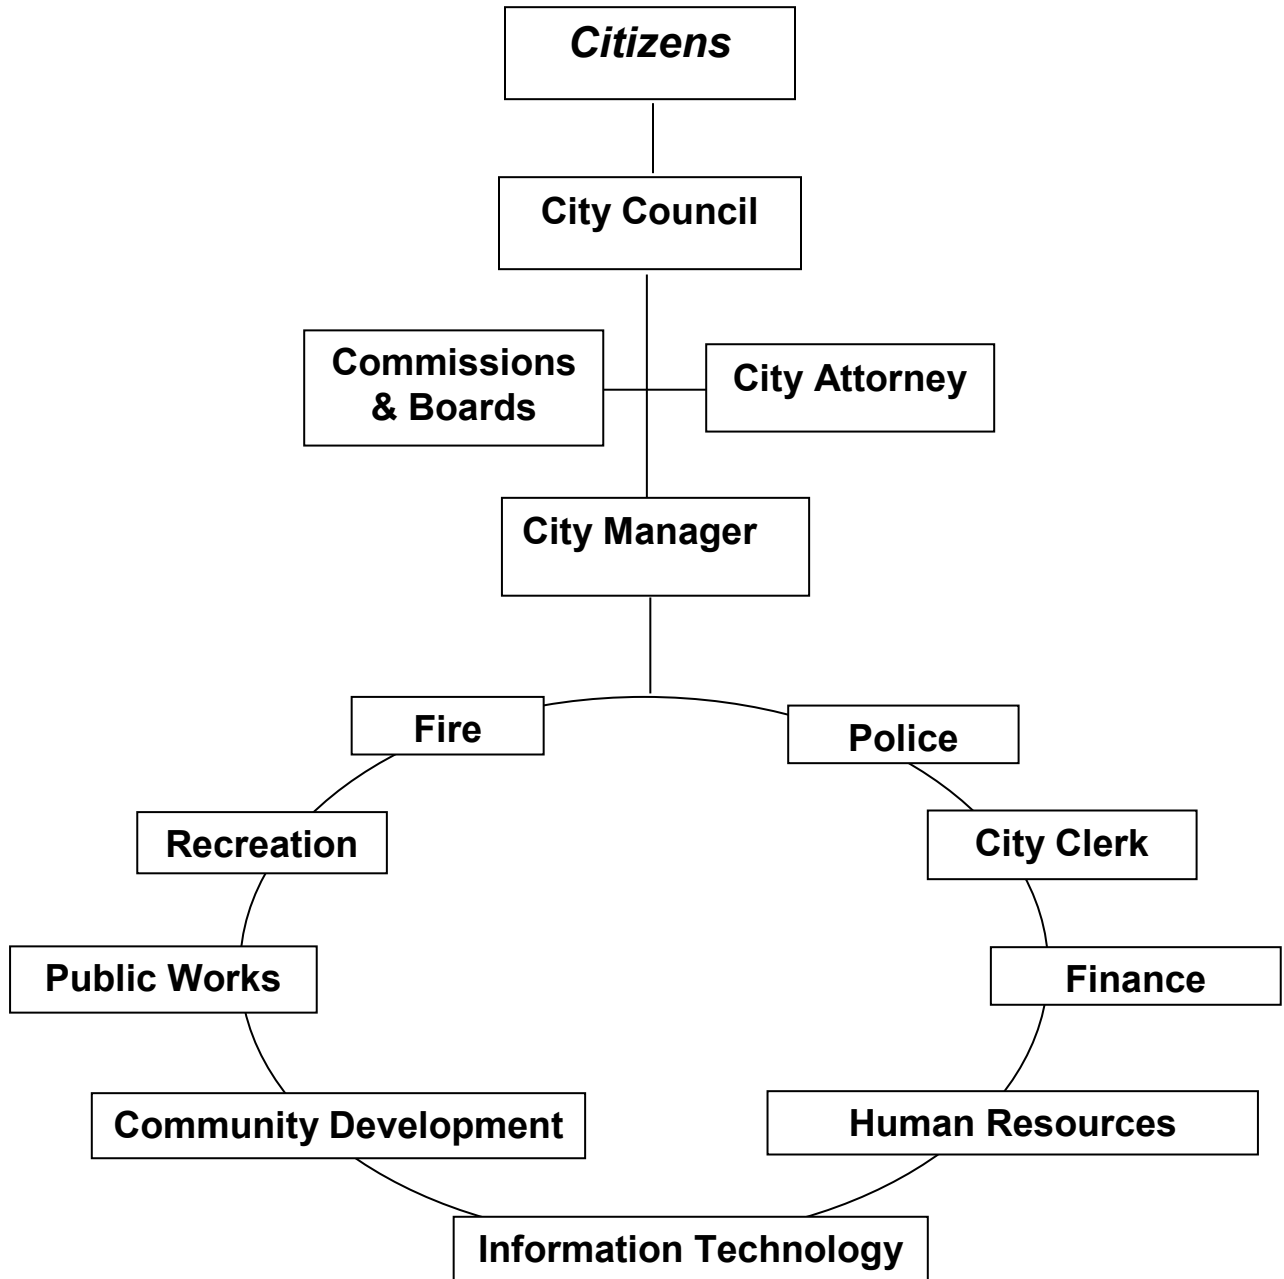 Citizens
City Council
Commissions
& Boards
City Attorney
City Manager
Fire
Police
Recreation
City Clerk
Public Works
Finance
Community Development
Human Resources
Information Technology